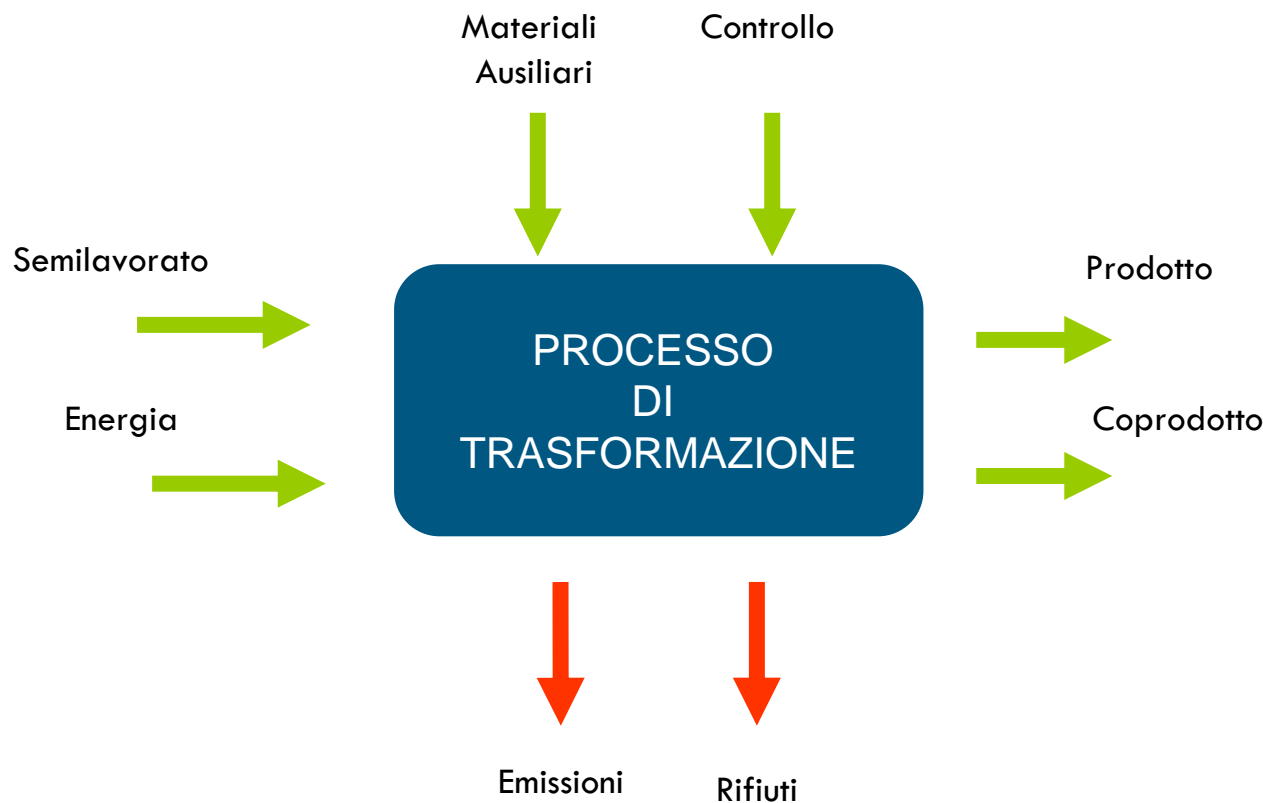 Materiali
Ausiliari
Controllo
Semilavorato
Energia
PROCESSO
DI
TRASFORMAZIONE
Prodotto
Coprodotto
Emissioni
Rifiuti